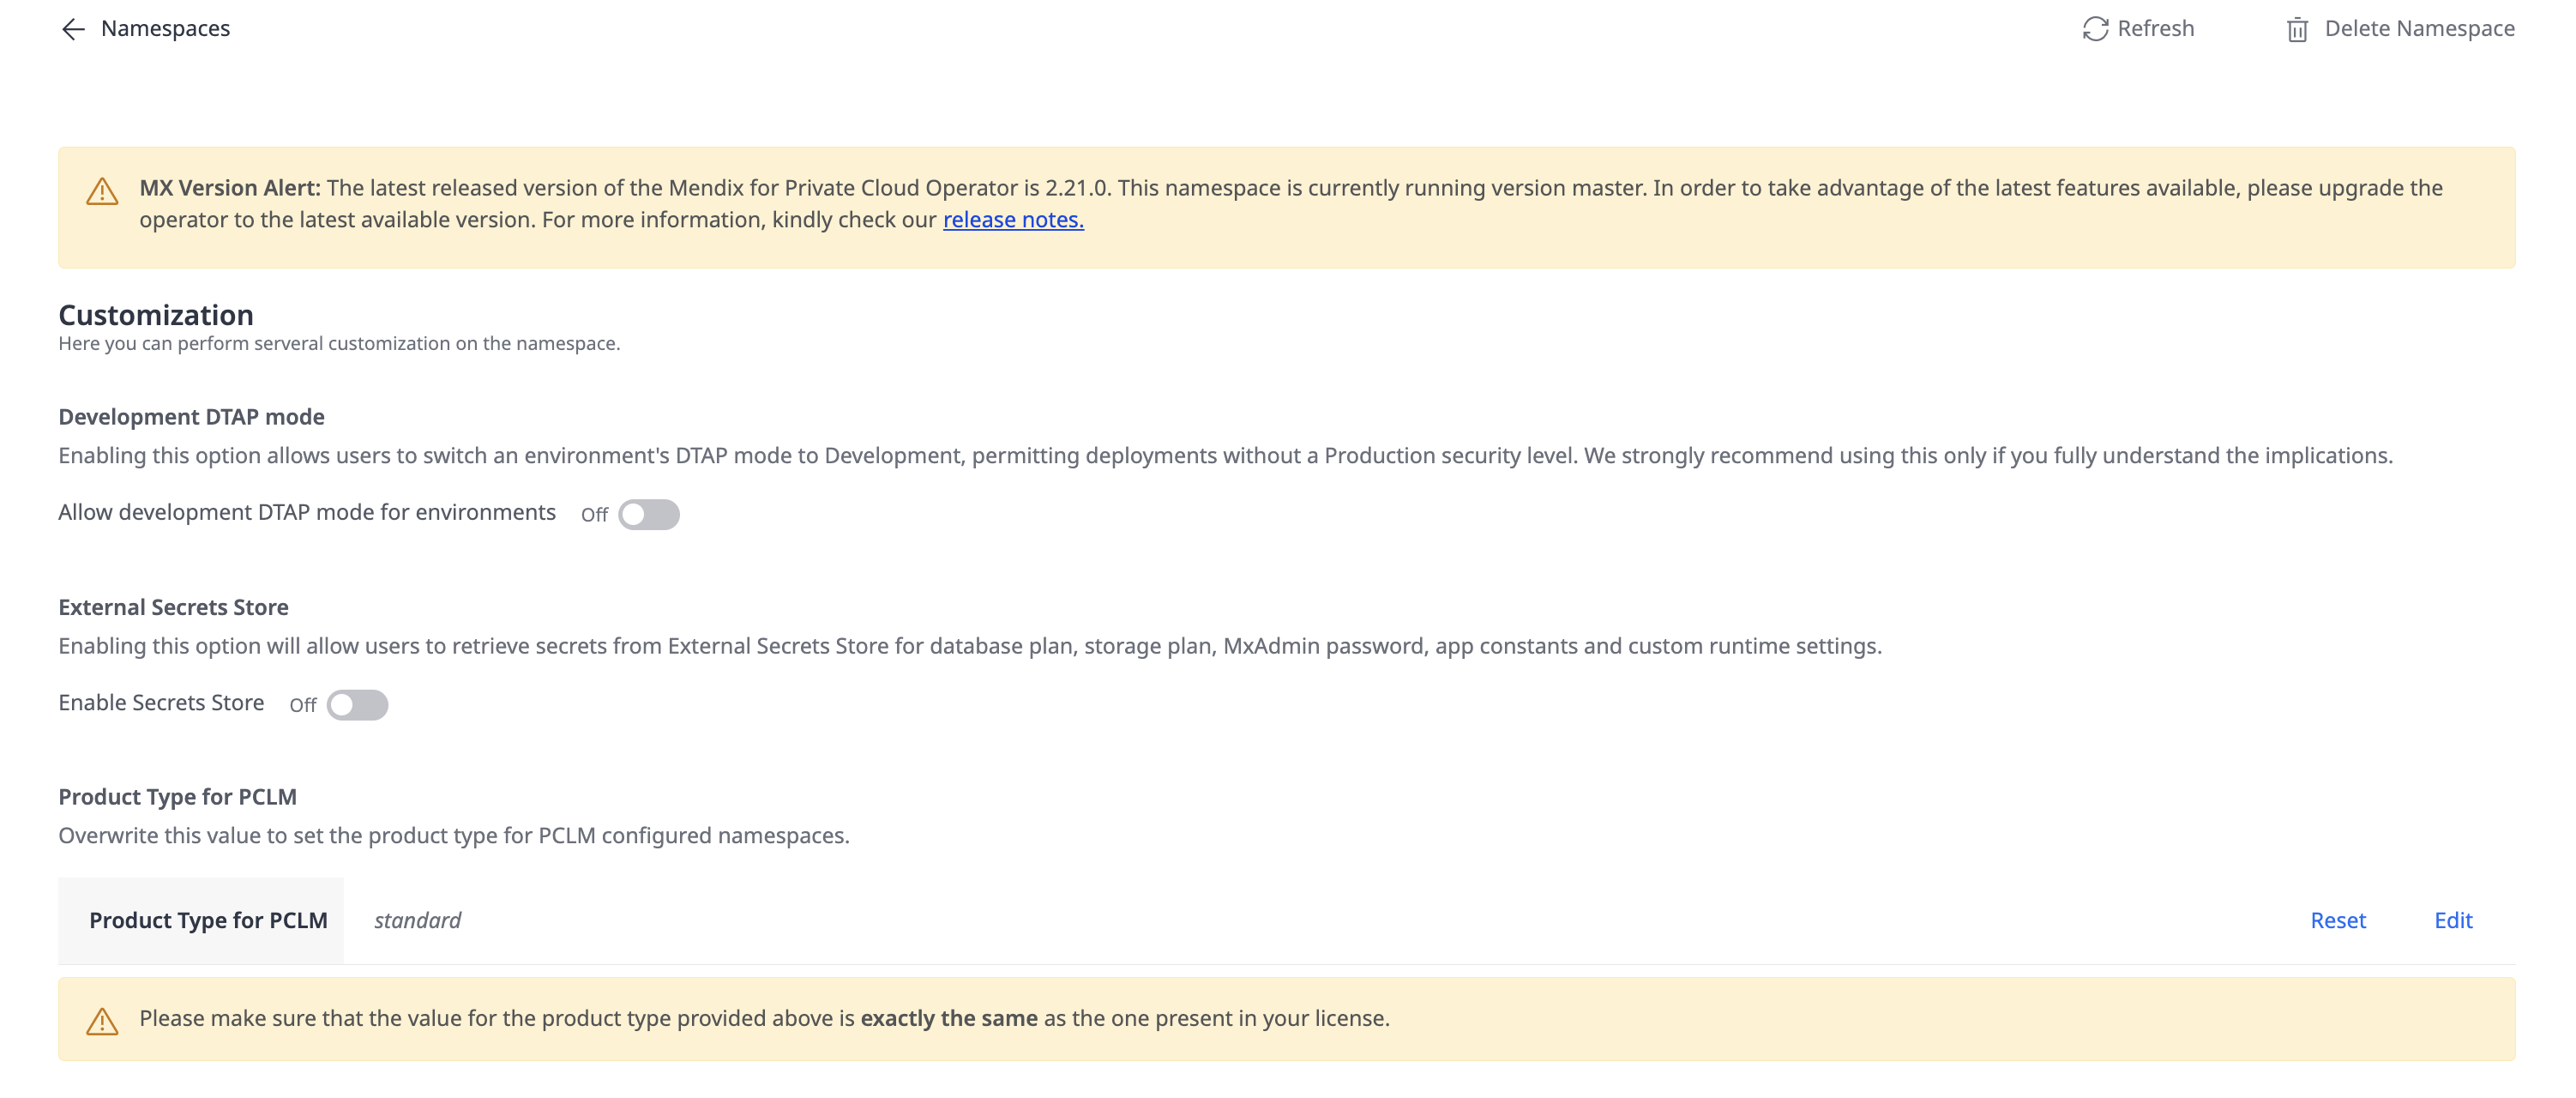 Namespaces
Refresh
Delete Namespace
MX Version Alert: The latest released version of the Mendix for Private Cloud Operator is 2.21.0. This namespace is currently running version master. In order to take advantage of the latest features available, please upgrade the
operator to the latest available version. For more information, kindly check our release notes.
Customization
Here you can perform serveral customization on the namespace.
Development DTAP mode
Enabling this option allows users to switch an environment's DTAP mode to Development, permitting deployments without a Production security level. We strongly recommend using this only if you fully understand the implications.
Allow development DTAP mode for environments Off
External Secrets Store
Enabling this option will allow users to retrieve secrets from External Secrets Store for database plan, storage plan, MxAdmin password, app constants and custom runtime settings.
Enable Secrets Store Off
Product Type for PCLM
Overwrite this value to set the product type for PCLM configured namespaces.
Product Type for PCLM standard Reset Edit
Please make sure that the value for the product type provided above is exactly the same as the one present in your license.